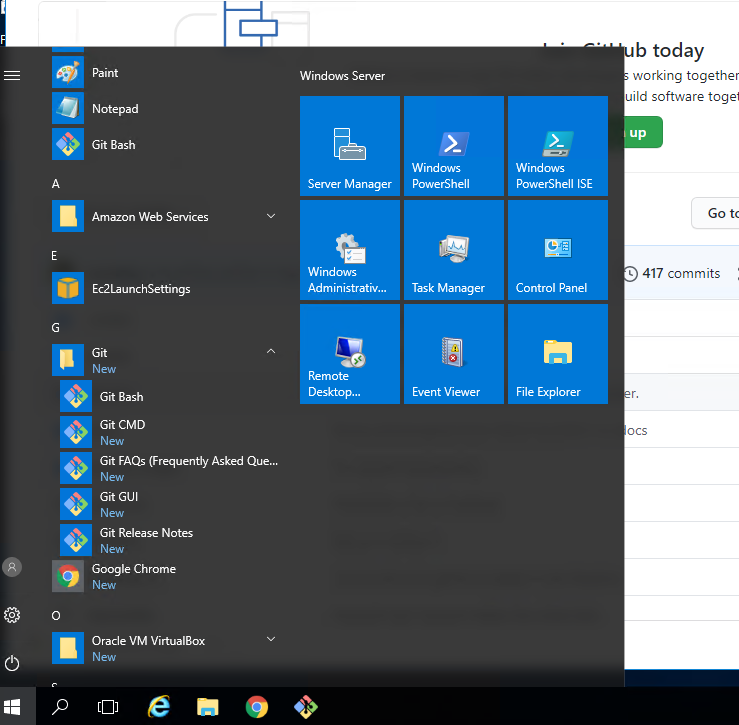 Paint
Notepad
Git Bash
A
Amazon Web Services
E
Ec2LaunchSettings
G
Git
New
Git Bash
Git CMD
New
Git FAQs (Frequently Asked Que...
New
Git GUI
New
Git Release Notes
New
Google Chrome
New
O
Oracle VM VirtualBox
New
Windows Server
Server Manager
Windows
PowerShell
Windows
PowerShell ISE
Windows
Administrativ...
Task Manager
Control Panel
Remote
Desktop...
Event Viewer
File Explorer
GitHub today
s working together
uild software toget
up
Go to
417 commits
er.
docs